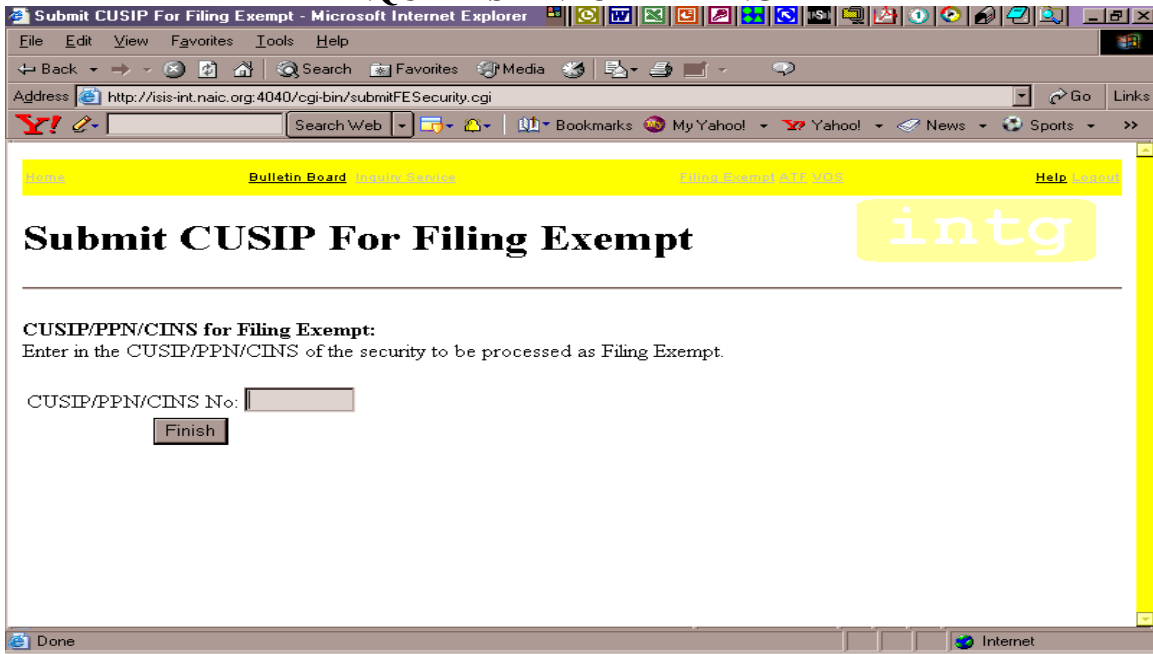 Submit CUSIP For Filing Exempt - Microsoft Internet Explorer
File Edit View Favorites Tools Help
Back Search Favorites Media
Address http://isis-int.naic.org:4040/cgi-bin/submitFESecurity.cgi Go Links
Y! Search Web Bookmarks My Yahoo! Yahoo! News Sports >>
Home Bulletin Board Inquiry Service Filing Exempt ATF VOS Help Logout
intg
Submit CUSIP For Filing Exempt
CUSIP/PPN/CINS for Filing Exempt:
Enter in the CUSIP/PPN/CINS of the security to be processed as Filing Exempt.
CUSIP/PPN/CINS No:
Finish
Done Internet